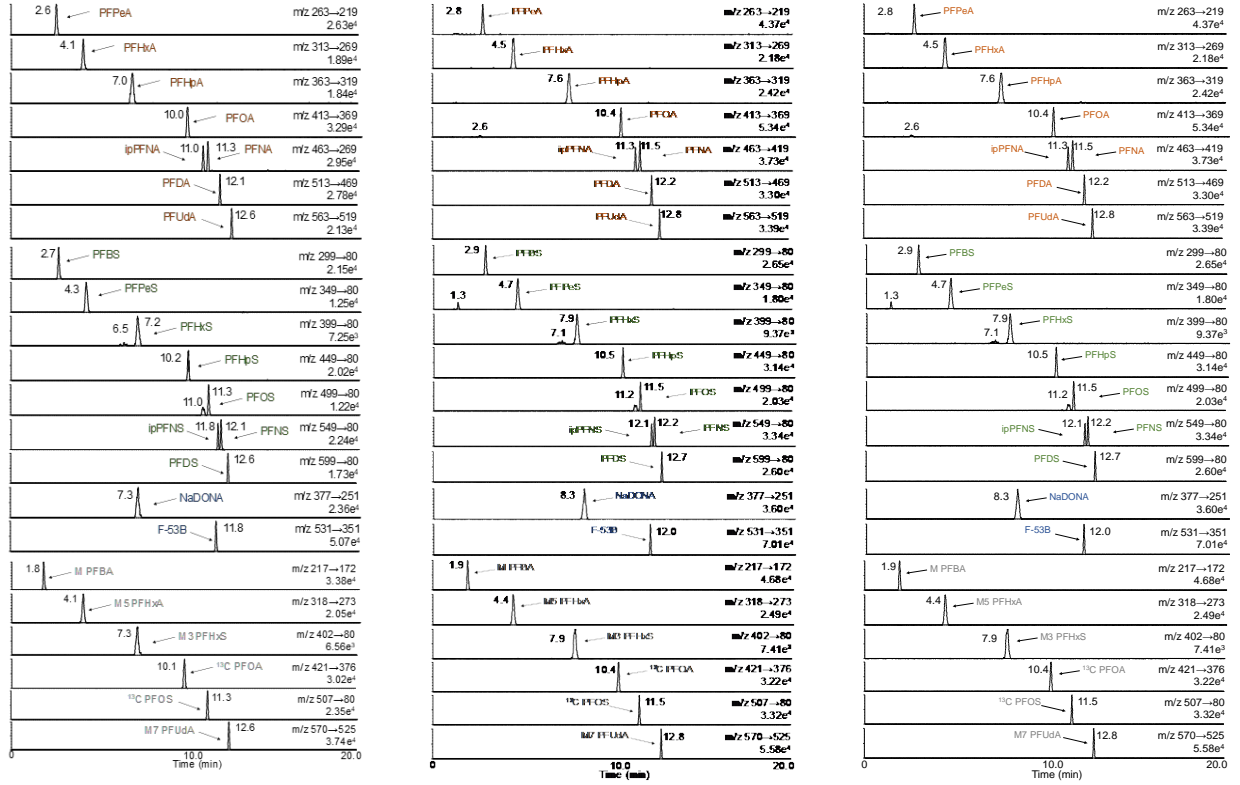 2.6 PFPeA m/z 263→219
2.63e⁴
4.1 PFHxA m/z 313→269
1.89e⁴
7.0 PFHpA m/z 363→319
1.84e⁴
10.0 PFOA m/z 413→369
3.29e⁴
ipPFNA 11.0 11.3 PFNA m/z 463→269
2.95e⁴
PFDA 12.1 m/z 513→469
2.78e⁴
PFUdA 12.6 m/z 563→519
2.13e⁴
2.7 PFBS m/z 299→80
2.15e⁴
4.3 PFPeS m/z 349→80
1.25e⁴
6.5 7.2 PFHxS m/z 399→80
7.25e³
10.2 PFHpS m/z 449→80
2.02e⁴
11.0 11.3 PFOS m/z 499→80
1.22e⁴
ipPFNS 11.8 12.1 PFNS m/z 549→80
2.24e⁴
PFDS 12.6 m/z 599→80
1.73e⁴
7.3 NaDONA m/z 377→251
2.36e⁴
F-53B 11.8 m/z 531→351
5.07e⁴
1.8 M PFBA m/z 217→172
3.38e⁴
4.1 M5 PFHxA m/z 318→273
2.05e⁴
7.3 M3 PFHxS m/z 402→80
6.56e³
10.1 ¹³C PFOA m/z 421→376
3.02e⁴
¹³C PFOS 11.3 m/z 507→80
2.35e⁴
M7 PFUdA 12.6 m/z 570→525
3.74e⁴
0 10.0 20.0
Time (min)
2.8 PFPeA m/z 263→219
4.37e⁴
4.5 PFHxA m/z 313→269
2.18e⁴
7.6 PFHpA m/z 363→319
2.42e⁴
2.6 10.4 PFOA m/z 413→369
5.34e⁴
ipPFNA 11.3 11.5 PFNA m/z 463→419
3.73e⁴
PFDA 12.2 m/z 513→469
3.30e⁴
PFUdA 12.8 m/z 563→519
3.39e⁴
2.9 PFBS m/z 299→80
2.65e⁴
1.3 4.7 PFPeS m/z 349→80
1.80e⁴
7.1 7.9 PFHxS m/z 399→80
9.37e³
10.5 PFHpS m/z 449→80
3.14e⁴
11.2 11.5 PFOS m/z 499→80
2.03e⁴
ipPFNS 12.1 12.2 PFNS m/z 549→80
3.34e⁴
PFDS 12.7 m/z 599→80
2.60e⁴
8.3 NaDONA m/z 377→251
3.60e⁴
F-53B 12.0 m/z 531→351
7.01e⁴
1.9 M PFBA m/z 217→172
4.68e⁴
4.4 M5 PFHxA m/z 318→273
2.49e⁴
7.9 M3 PFHxS m/z 402→80
7.41e³
10.4 ¹³C PFOA m/z 421→376
3.22e⁴
¹³C PFOS 11.5 m/z 507→80
3.32e⁴
M7 PFUdA 12.8 m/z 570→525
5.58e⁴
0 10.0 20.0
Time (min)
2.8 PFPeA m/z 263→219
4.37e⁴
4.5 PFHxA m/z 313→269
2.18e⁴
7.6 PFHpA m/z 363→319
2.42e⁴
2.6 10.4 PFOA m/z 413→369
5.34e⁴
ipPFNA 11.3 11.5 PFNA m/z 463→419
3.73e⁴
PFDA 12.2 m/z 513→469
3.30e⁴
PFUdA 12.8 m/z 563→519
3.39e⁴
2.9 PFBS m/z 299→80
2.65e⁴
1.3 4.7 PFPeS m/z 349→80
1.80e⁴
7.1 7.9 PFHxS m/z 399→80
9.37e³
10.5 PFHpS m/z 449→80
3.14e⁴
11.2 11.5 PFOS m/z 499→80
2.03e⁴
ipPFNS 12.1 12.2 PFNS m/z 549→80
3.34e⁴
PFDS 12.7 m/z 599→80
2.60e⁴
8.3 NaDONA m/z 377→251
3.60e⁴
F-53B 12.0 m/z 531→351
7.01e⁴
1.9 M PFBA m/z 217→172
4.68e⁴
4.4 M5 PFHxA m/z 318→273
2.49e⁴
7.9 M3 PFHxS m/z 402→80
7.41e³
10.4 ¹³C PFOA m/z 421→376
3.22e⁴
¹³C PFOS 11.5 m/z 507→80
3.32e⁴
M7 PFUdA 12.8 m/z 570→525
5.58e⁴
0 10.0 20.0
Time (min)